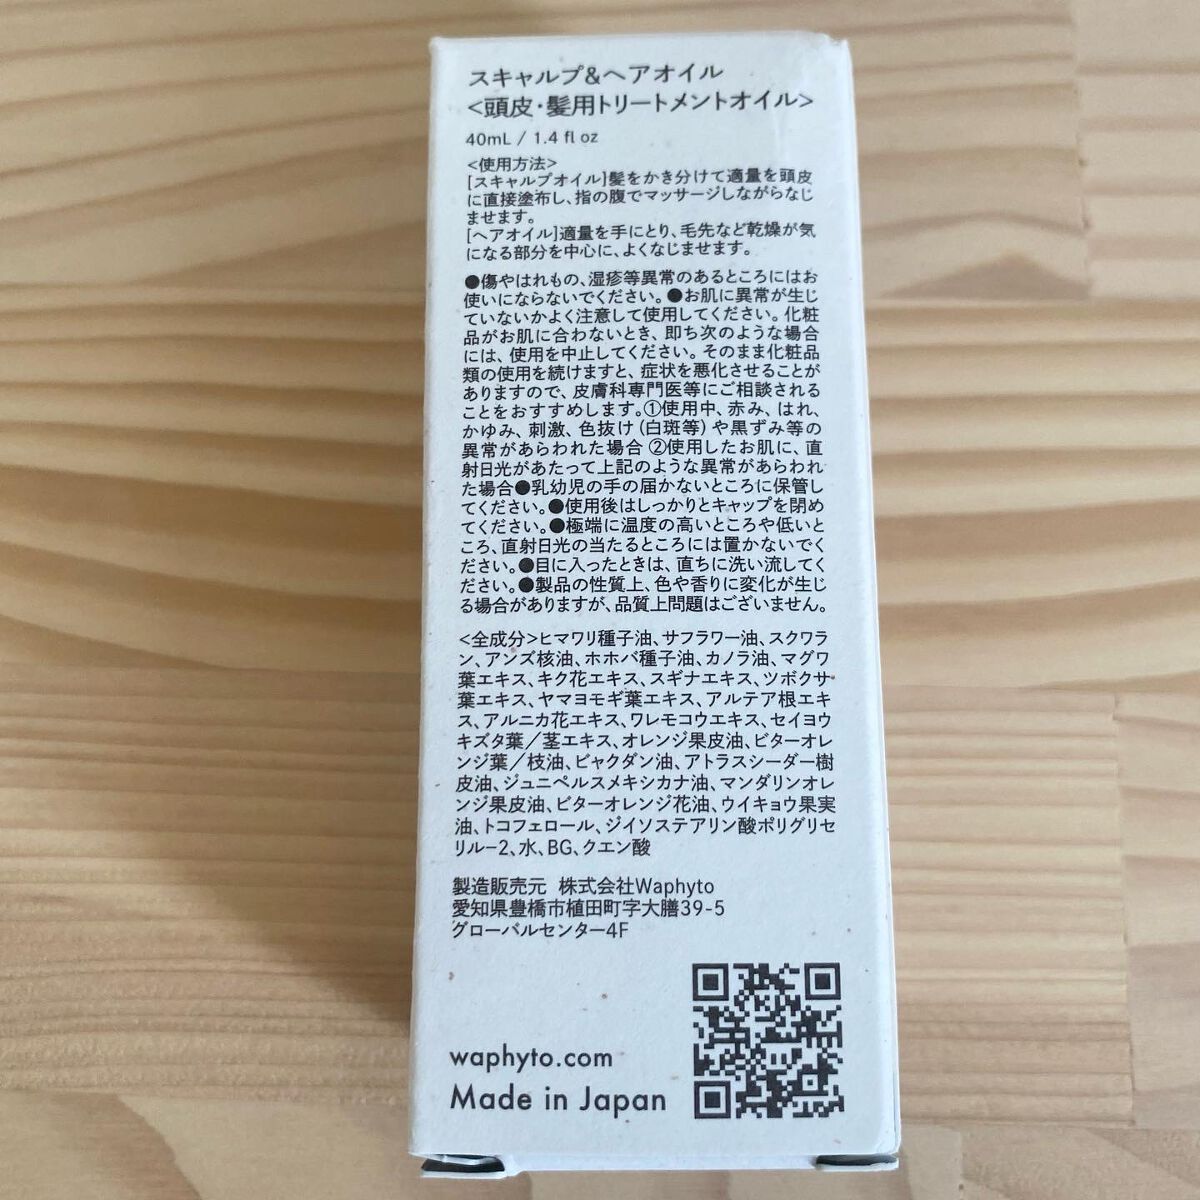 スキャルプ&ヘアオイル
<頭皮・髪用トリートメントオイル>
40mL / 1.4 fl oz
<使用方法>
[スキャルプオイル]髪をかき分けて適量を頭皮
に直接塗布し、指の腹でマッサージしながらなじ
ませます。
[ヘアオイル]適量を手にとり、毛先など乾燥が気
になる部分を中心に、よくなじませます。
●傷やはれもの、湿疹等異常のあるところにはお
使いにならないでください。●お肌に異常が生じ
ていないかよく注意して使用してください。化粧
品がお肌に合わないとき、即ち次のような場合
には、使用を中止してください。そのまま化粧品
類の使用を続けますと、症状を悪化させることが
ありますので、皮膚科専門医等にご相談される
ことをおすすめします。①使用中、赤み、はれ、
かゆみ、刺激、色抜け(白斑等)や黒ずみ等の
異常があらわれた場合 ②使用したお肌に、直
射日光があたって上記のような異常があらわれ
た場合●乳幼児の手の届かないところに保管し
てください。●使用後はしっかりとキャップを閉め
てください。●極端に温度の高いところや低いと
ころ、直射日光の当たるところには置かないでく
ださい。●目に入ったときは、直ちに洗い流してく
ださい。●製品の性質上、色や香りに変化が生じ
る場合がありますが、品質上問題はございません。
<全成分>ヒマワリ種子油、サフラワー油、スクワラ
ン、アンズ核油、ホホバ種子油、カノラ油、マグワ
葉エキス、キク花エキス、スギナエキス、ツボクサ
葉エキス、ヤマヨモギ葉エキス、アルテア根エキ
ス、アルニカ花エキス、ワレモコウエキス、セイヨウ
キズタ葉/茎エキス、オレンジ果皮油、ビターオレ
ンジ葉/枝油、ビャクダン油、アトラスシーダー樹
皮油、ジュニペルスメキシカナ油、マンダリンオレ
ンジ果皮油、ビターオレンジ花油、ウイキョウ果実
油、トコフェロール、ジイソステアリン酸ポリグリセ
リル-2、水、BG、クエン酸
製造販売元 株式会社Waphyto
愛知県豊橋市植田町字大膳39-5
グローバルセンター4F
waphyto.com
Made in Japan